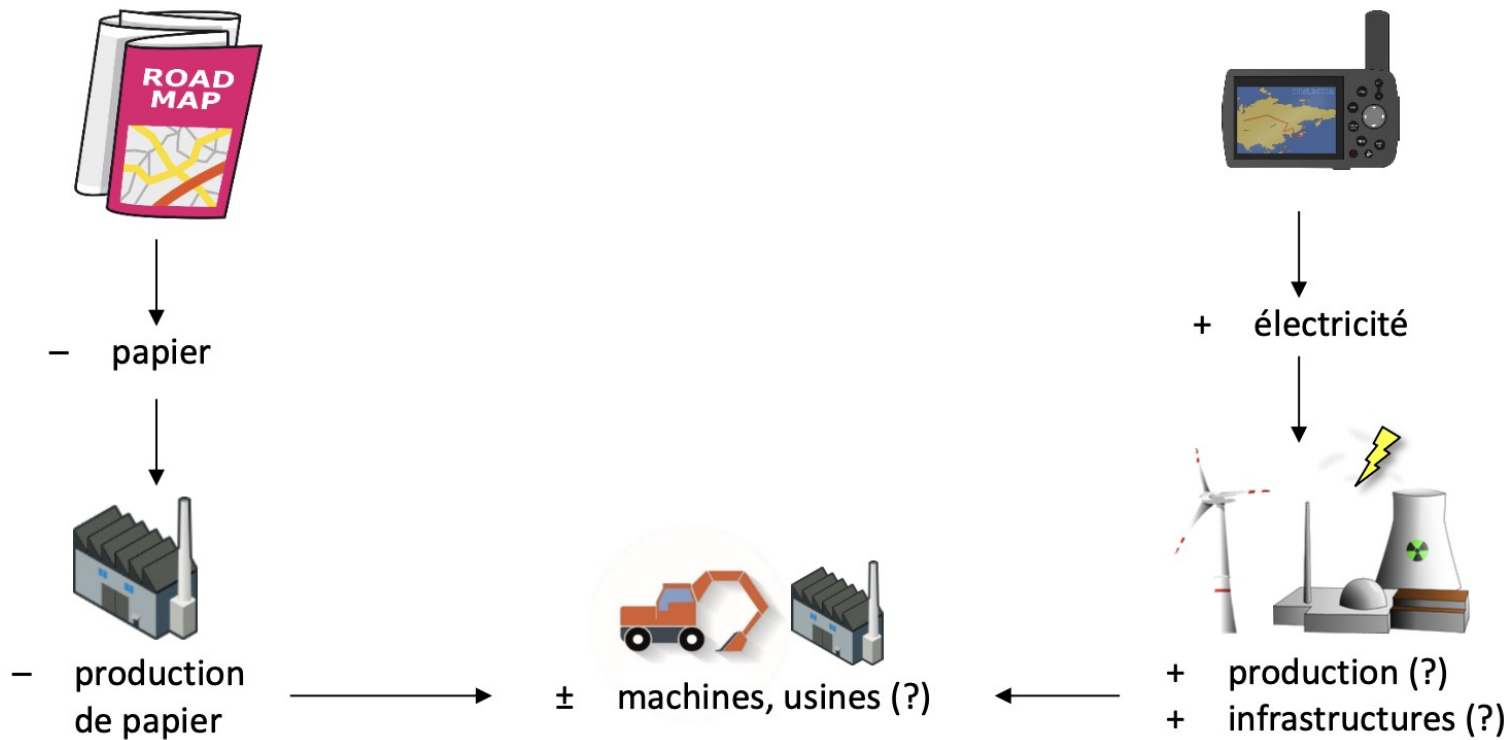 ROAD
MAP
– papier
+ électricité
– production
de papier
± machines, usines (?)
+ production (?)
+ infrastructures (?)